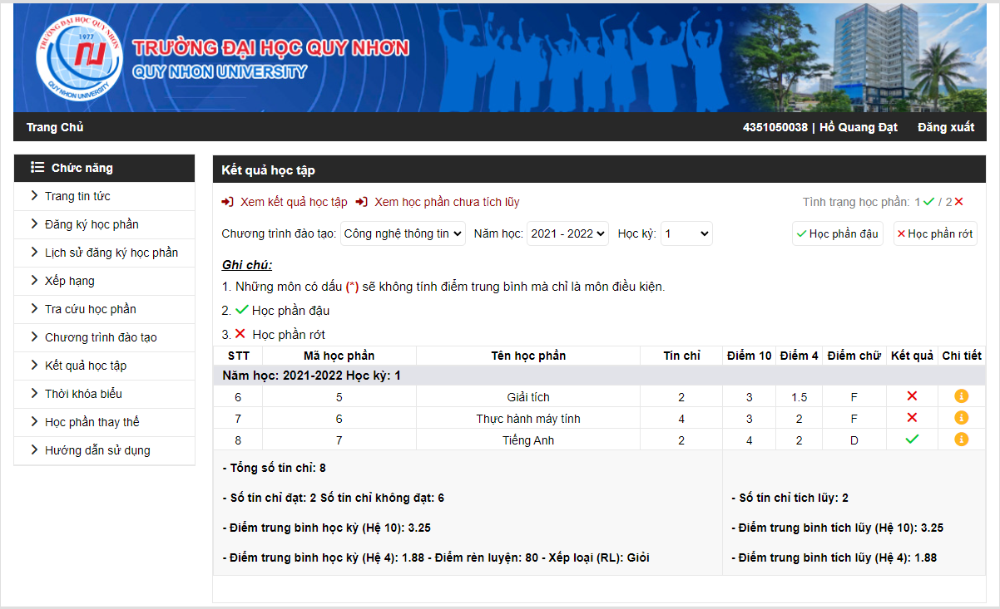 TRƯỜNG ĐẠI HỌC QUY NHƠN
1977
QUY NHON UNIVERSITY
TRƯỜNG ĐẠI HỌC QUY NHƠN
QUY NHON UNIVERSITY
Trang Chủ 4351050038 | Hồ Quang Đạt Đăng xuất
Chức năng
Trang tin tức
Đăng ký học phần
Lịch sử đăng ký học phần
Xếp hạng
Tra cứu học phần
Chương trình đào tạo
Kết quả học tập
Thời khóa biểu
Học phần thay thế
Hướng dẫn sử dụng
Kết quả học tập
Xem kết quả học tập Xem học phần chưa tích lũy Tình trạng học phần: 1 ✓ / 2 ✕
Chương trình đào tạo: Công nghệ thông tin Năm học: 2021 - 2022 Học kỳ: 1 ✓ Học phần đậu ✕ Học phần rớt
Ghi chú:
1. Những môn có dấu (*) sẽ không tính điểm trung bình mà chỉ là môn điều kiện.
2. ✓ Học phần đậu
3. ✕ Học phần rớt
STT Mã học phần Tên học phần Tín chỉ Điểm 10 Điểm 4 Điểm chữ Kết quả Chi tiết
Năm học: 2021-2022 Học kỳ: 1
6 5 Giải tích 2 3 1.5 F ✕
7 6 Thực hành máy tính 4 3 2 F ✕
8 7 Tiếng Anh 2 4 2 D ✓
- Tổng số tín chỉ: 8
- Số tín chỉ đạt: 2 Số tín chỉ không đạt: 6 - Số tín chỉ tích lũy: 2
- Điểm trung bình học kỳ (Hệ 10): 3.25 - Điểm trung bình tích lũy (Hệ 10): 3.25
- Điểm trung bình học kỳ (Hệ 4): 1.88 - Điểm rèn luyện: 80 - Xếp loại (RL): Giỏi - Điểm trung bình tích lũy (Hệ 4): 1.88